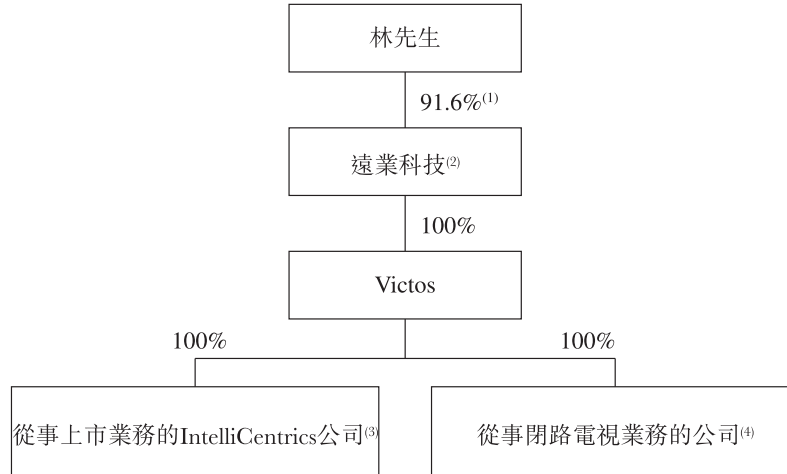 林先生
91.6%(1)
遠業科技(2)
100%
Victos
100%
100%
從事上市業務的IntelliCentrics公司(3)
從事閉路電視業務的公司(4)